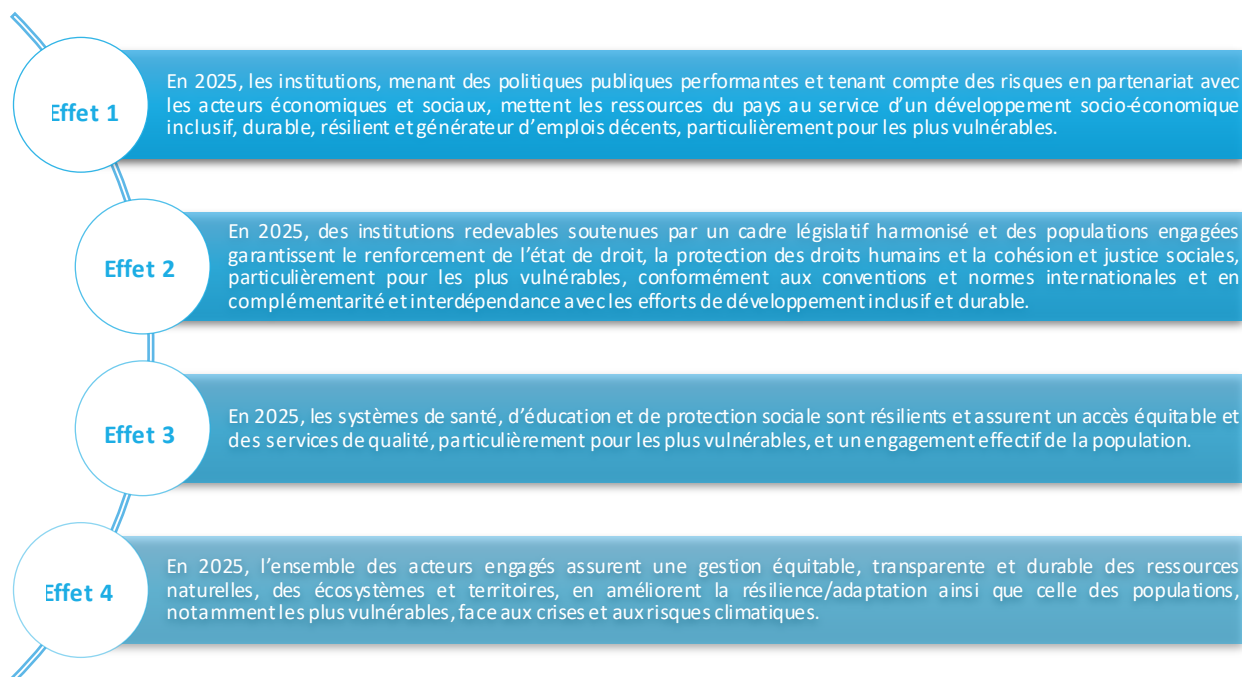 Effet 1
En 2025, les institutions, menant des politiques publiques performantes et tenant compte des risques en partenariat avec
les acteurs économiques et sociaux, mettent les ressources du pays au service d’un développement socio-économique
inclusif, durable, résilient et générateur d’emplois décents, particulièrement pour les plus vulnérables.
Effet 2
En 2025, des institutions redevables soutenues par un cadre législatif harmonisé et des populations engagées
garantissent le renforcement de l’état de droit, la protection des droits humains et la cohésion et justice sociales,
particulièrement pour les plus vulnérables, conformément aux conventions et normes internationales et en
complémentarité et interdépendance avec les efforts de développement inclusif et durable.
Effet 3
En 2025, les systèmes de santé, d’éducation et de protection sociale sont résilients et assurent un accès équitable et
des services de qualité, particulièrement pour les plus vulnérables, et un engagement effectif de la population.
Effet 4
En 2025, l’ensemble des acteurs engagés assurent une gestion équitable, transparente et durable des ressources
naturelles, des écosystèmes et territoires, en améliorent la résilience/adaptation ainsi que celle des populations,
notamment les plus vulnérables, face aux crises et aux risques climatiques.